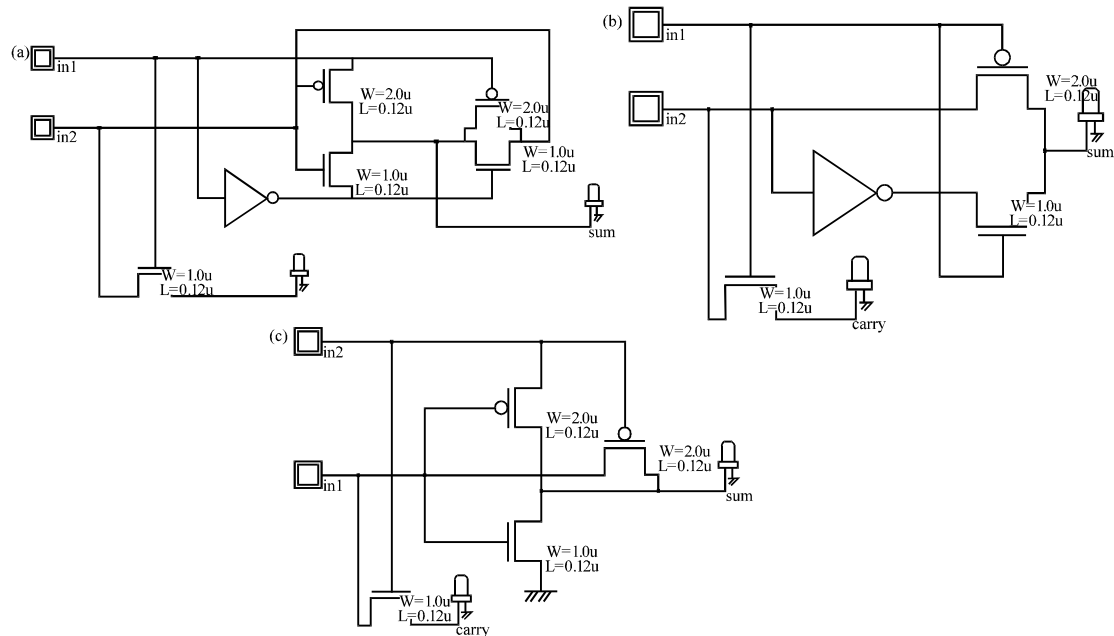 (a)
in1
in2
W=2.0u
L=0.12u
W=1.0u
L=0.12u
W=2.0u
L=0.12u
W=1.0u
L=0.12u
sum
W=1.0u
L=0.12u
(b)
in1
in2
W=2.0u
L=0.12u
sum
W=1.0u
L=0.12u
W=1.0u
L=0.12u
carry
(c)
in2
in1
W=2.0u
L=0.12u
W=2.0u
L=0.12u
sum
W=1.0u
L=0.12u
W=1.0u
L=0.12u
carry